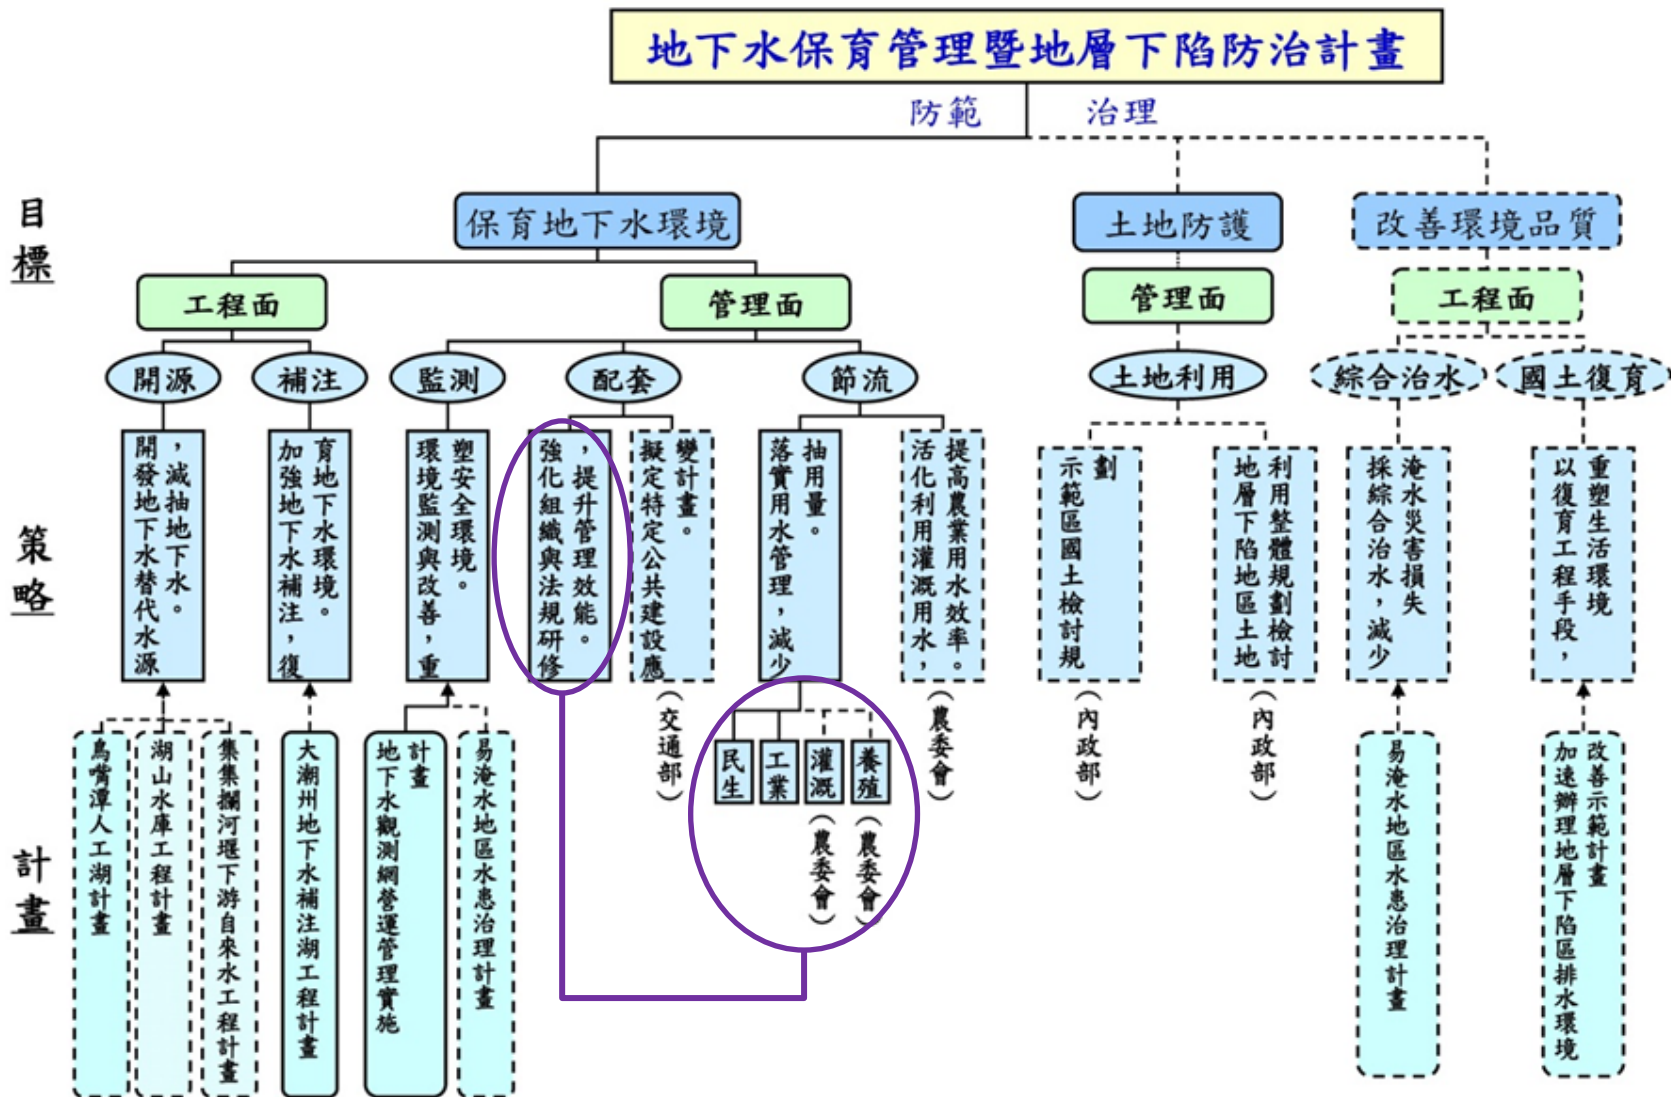 地下水保育管理暨地層下陷防治計畫
防範
治理
目標
保育地下水環境
土地防護
改善環境品質
工程面
管理面
管理面
工程面
開源
補注
監測
配套
節流
土地利用
綜合治水
國土復育
策略
開發地下水替代水源
，減抽地下水。
加強地下水補注，復
育地下水環境。
環境監測與改善，重
塑安全環境。
強化組織與法規研修
，提升管理效能。
擬定特定公共建設應
變計畫。
(交通部)
落實用水管理，減少
抽用量。
活化利用灌溉用水，
提高農業用水效率。
(農委會)
示範區國土檢討規
劃
(內政部)
地層下陷地區土地
利用整體規劃檢討
(內政部)
採綜合治水，減少
淹水災害損失
以復育工程手段，
重塑生活環境
民生
工業
灌溉
(農委會)
養殖
(農委會)
計畫
鳥嘴潭人工湖計畫
湖山水庫工程計畫
集集攔河堰下游自來水工程計畫
大潮州地下水補注湖工程計畫
地下水觀測網營運管理實施
計畫
易淹水地區水患治理計畫
易淹水地區水患治理計畫
加速辦理地層下陷區排水環境
改善示範計畫